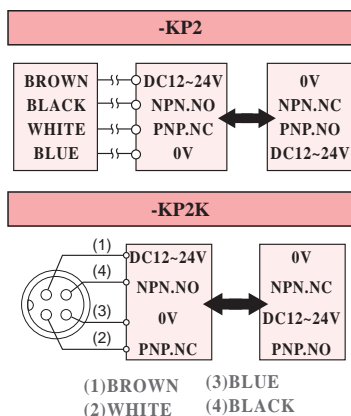 -KP2
BROWN DC12~24V 0V
BLACK NPN.NO NPN.NC
WHITE PNP.NC PNP.NO
BLUE 0V DC12~24V
-KP2K
(1) DC12~24V 0V
(4) NPN.NO NPN.NC
(3) 0V DC12~24V
(2) PNP.NC PNP.NO
(1)BROWN (3)BLUE
(2)WHITE (4)BLACK